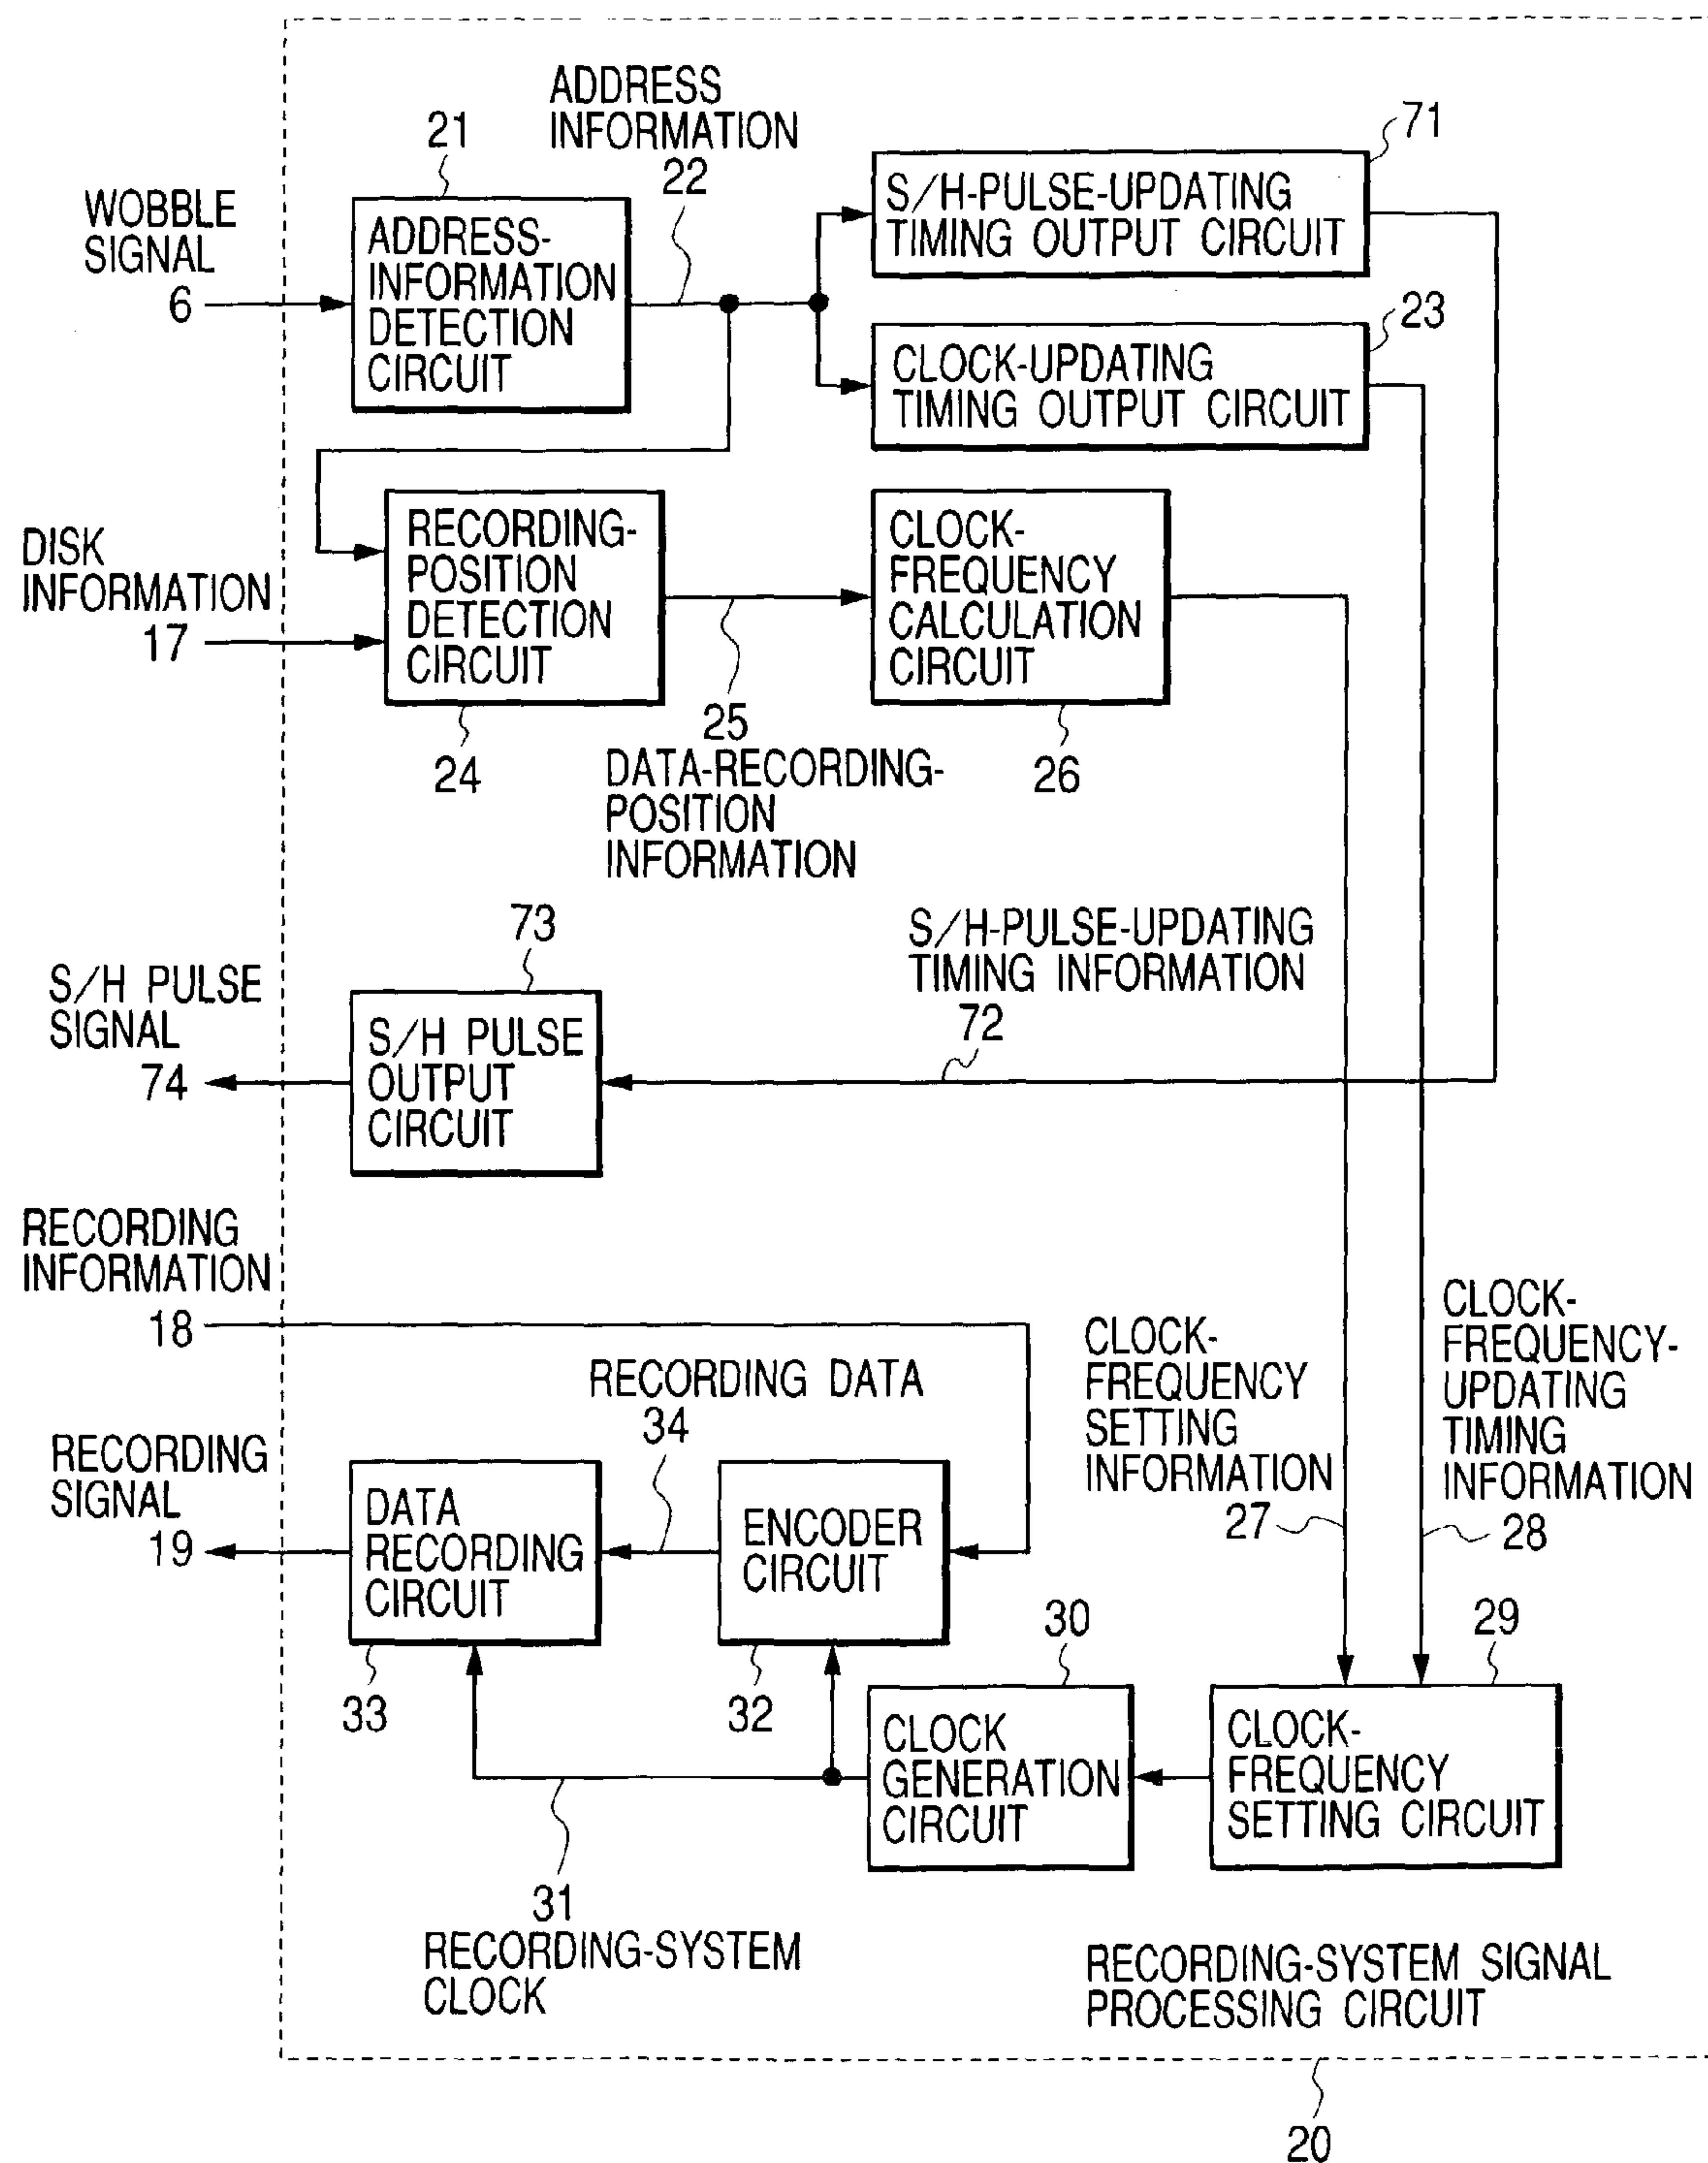 ADDRESS
INFORMATION
22
21
71
WOBBLE
SIGNAL
6
ADDRESS-
INFORMATION
DETECTION
CIRCUIT
S/H-PULSE-UPDATING
TIMING OUTPUT CIRCUIT
23
CLOCK-UPDATING
TIMING OUTPUT CIRCUIT
DISK
INFORMATION
17
RECORDING-
POSITION
DETECTION
CIRCUIT
24
25
DATA-RECORDING-
POSITION
INFORMATION
CLOCK-
FREQUENCY
CALCULATION
CIRCUIT
26
S/H PULSE
SIGNAL
74
73
S/H PULSE
OUTPUT
CIRCUIT
S/H-PULSE-UPDATING
TIMING INFORMATION
72
RECORDING
INFORMATION
18
RECORDING DATA
34
CLOCK-
FREQUENCY
SETTING
INFORMATION
27
CLOCK-
FREQUENCY-
UPDATING
TIMING
INFORMATION
28
RECORDING
SIGNAL
19
DATA
RECORDING
CIRCUIT
33
ENCODER
CIRCUIT
32
30
CLOCK
GENERATION
CIRCUIT
29
CLOCK-
FREQUENCY
SETTING CIRCUIT
31
RECORDING-SYSTEM
CLOCK
RECORDING-SYSTEM SIGNAL
PROCESSING CIRCUIT
20